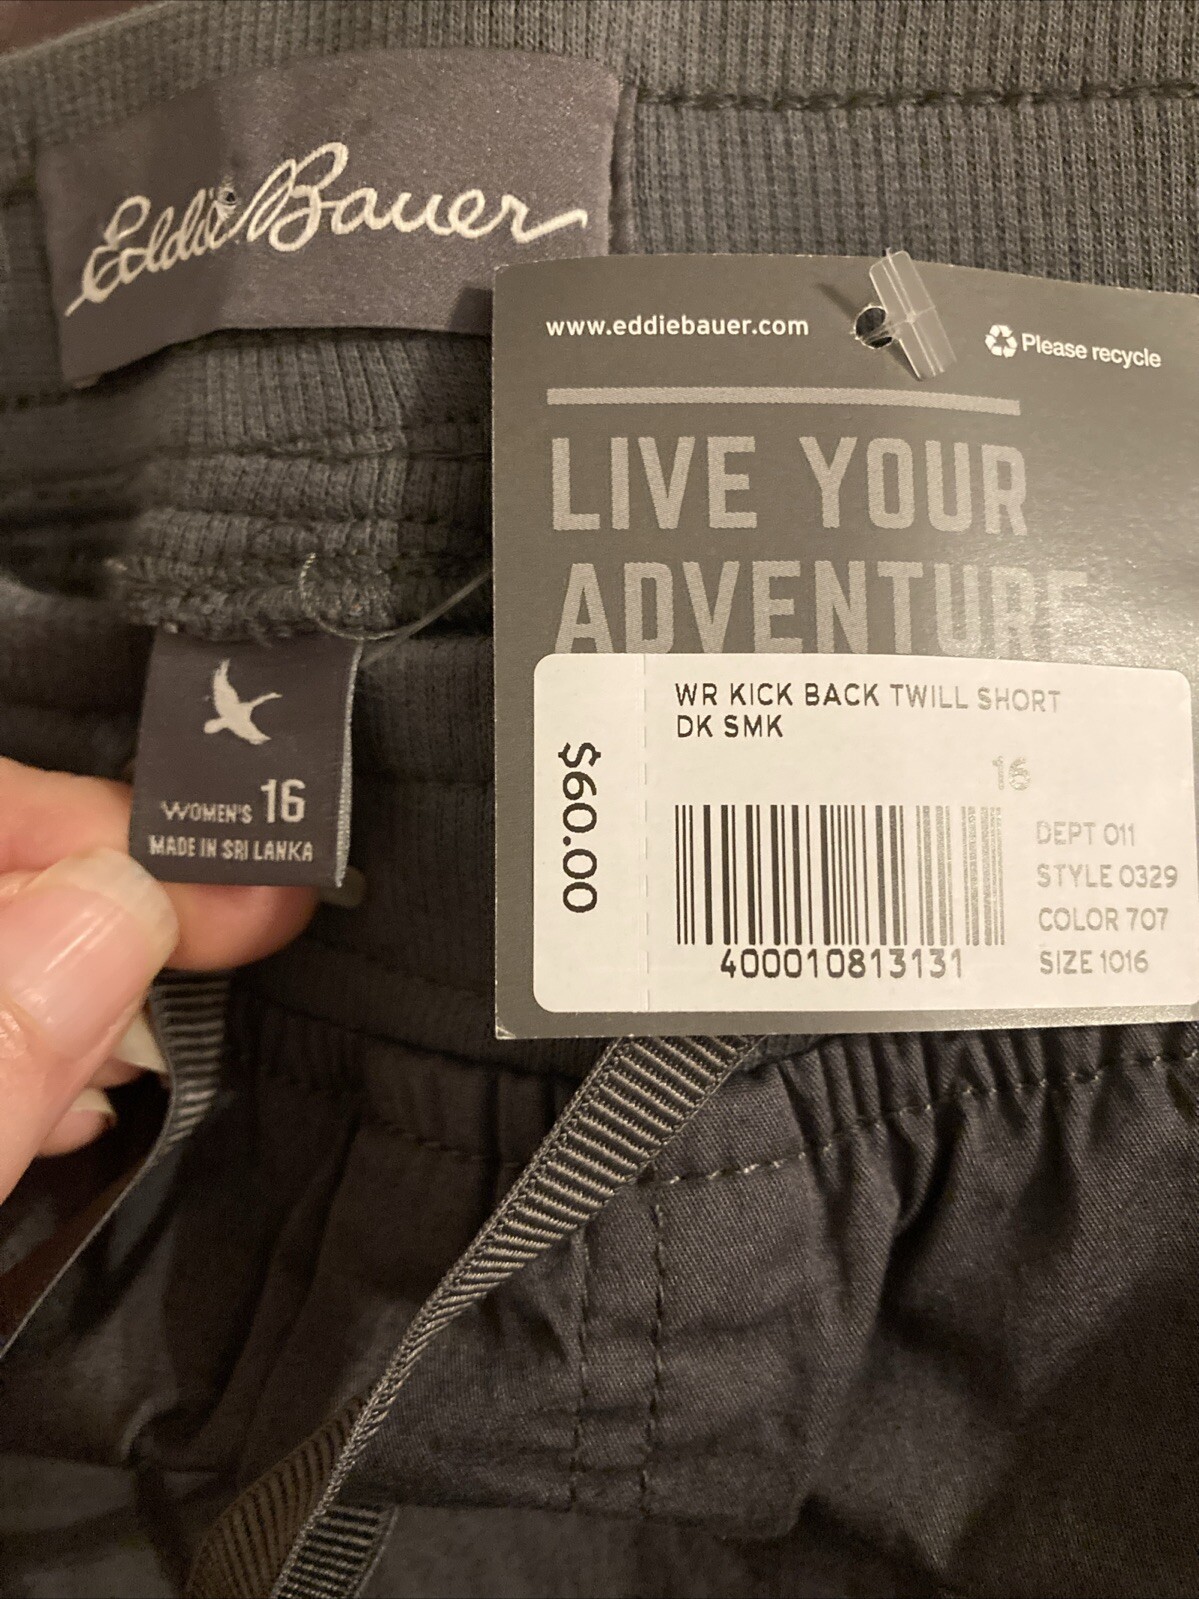 Eddie Bauer
www.eddiebauer.com
Please recycle
LIVE YOUR
ADVENTURE
WR KICK BACK TWILL SHORT
DK SMK
16
$60.00
DEPT 011
STYLE 0329
COLOR 707
SIZE 1016
400010813131
WOMEN'S 16
MADE IN SRI LANKA